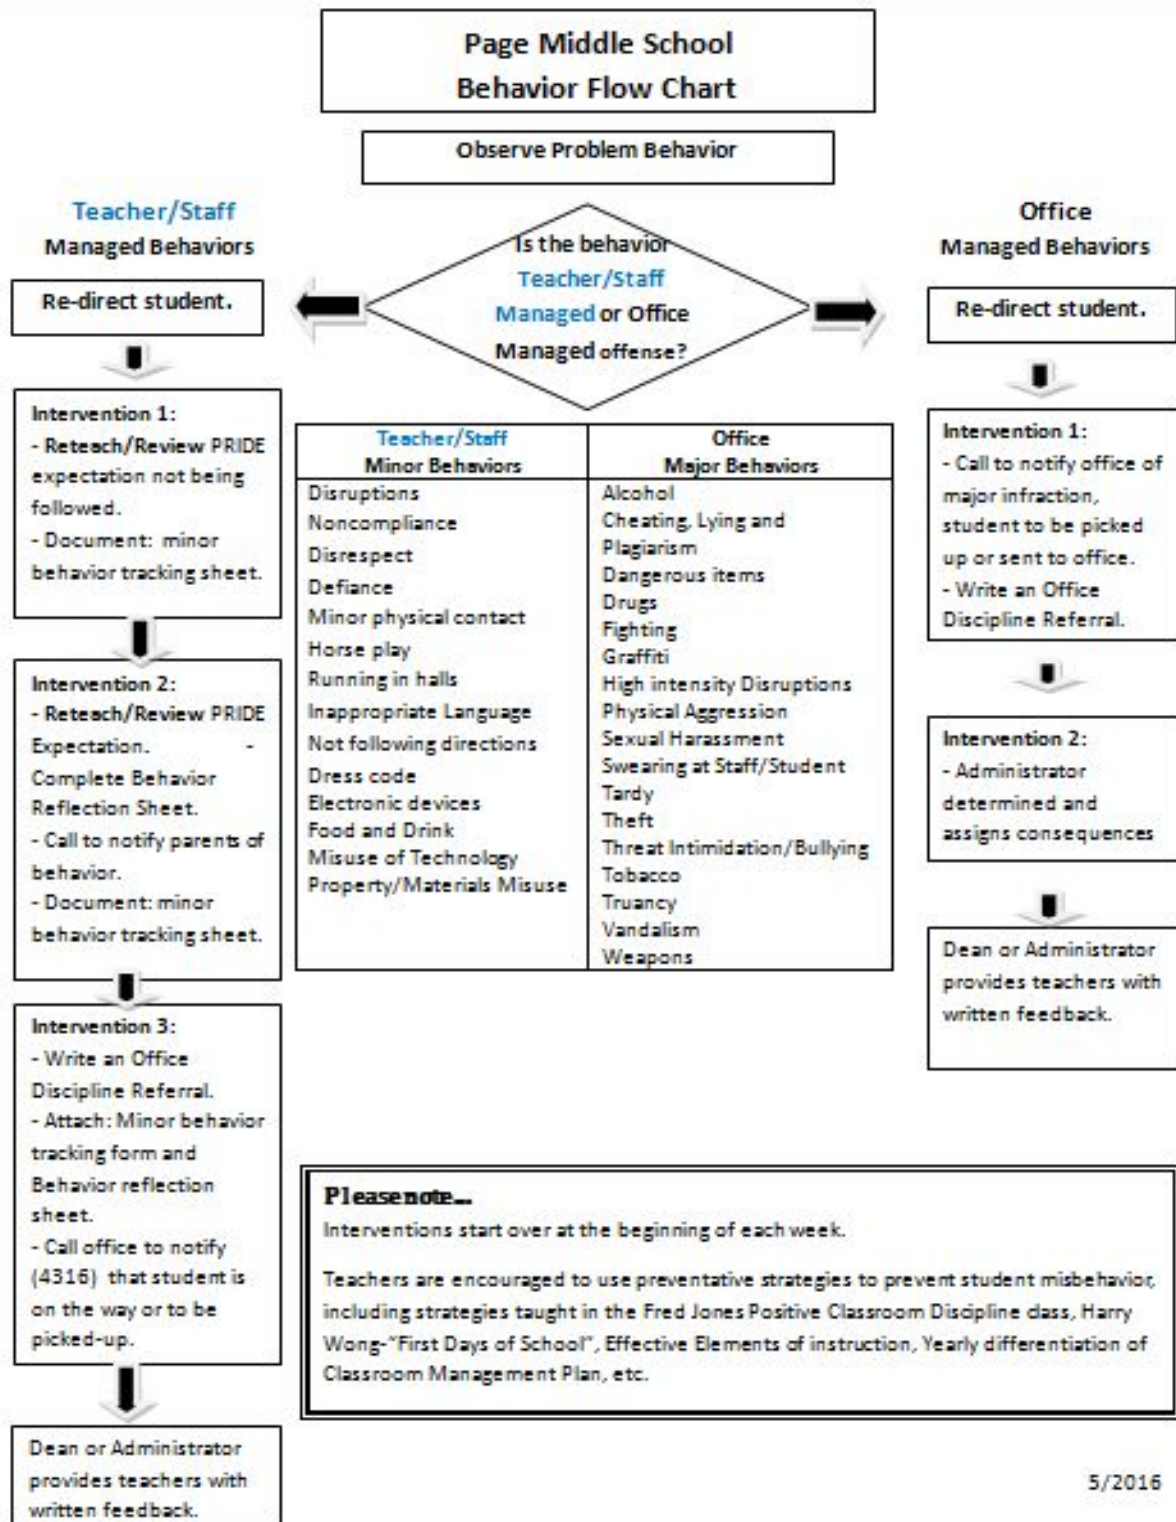 Page Middle School
Behavior Flow Chart
Observe Problem Behavior
Teacher/Staff
Managed Behaviors
Is the behavior
Teacher/Staff
Managed or Office
Managed offense?
Office
Managed Behaviors
Re-direct student.
Intervention 1:
- Reteach/Review PRIDE
expectation not being
followed.
- Document: minor
behavior tracking sheet.
Intervention 2:
- Reteach/Review PRIDE
Expectation. -
Complete Behavior
Reflection Sheet.
- Call to notify parents of
behavior.
- Document: minor
behavior tracking sheet.
Intervention 3:
- Write an Office
Discipline Referral.
- Attach: Minor behavior
tracking form and
Behavior reflection
sheet.
- Call office to notify
(4316) that student is
on the way or to be
picked-up.
Dean or Administrator
provides teachers with
written feedback.
Teacher/Staff
Minor Behaviors
Disruptions
Noncompliance
Disrespect
Defiance
Minor physical contact
Horse play
Running in halls
Inappropriate Language
Not following directions
Dress code
Electronic devices
Food and Drink
Misuse of Technology
Property/Materials Misuse
Office
Major Behaviors
Alcohol
Cheating, Lying and
Plagiarism
Dangerous items
Drugs
Fighting
Graffiti
High intensity Disruptions
Physical Aggression
Sexual Harassment
Swearing at Staff/Student
Tardy
Theft
Threat Intimidation/Bullying
Tobacco
Truancy
Vandalism
Weapons
Re-direct student.
Intervention 1:
- Call to notify office of
major infraction,
student to be picked
up or sent to office.
- Write an Office
Discipline Referral.
Intervention 2:
- Administrator
determined and
assigns consequences
Dean or Administrator
provides teachers with
written feedback.
Please note...
Interventions start over at the beginning of each week.
Teachers are encouraged to use preventative strategies to prevent student misbehavior,
including strategies taught in the Fred Jones Positive Classroom Discipline class, Harry
Wong-"First Days of School", Effective Elements of instruction, Yearly differentiation of
Classroom Management Plan, etc.
5/2016